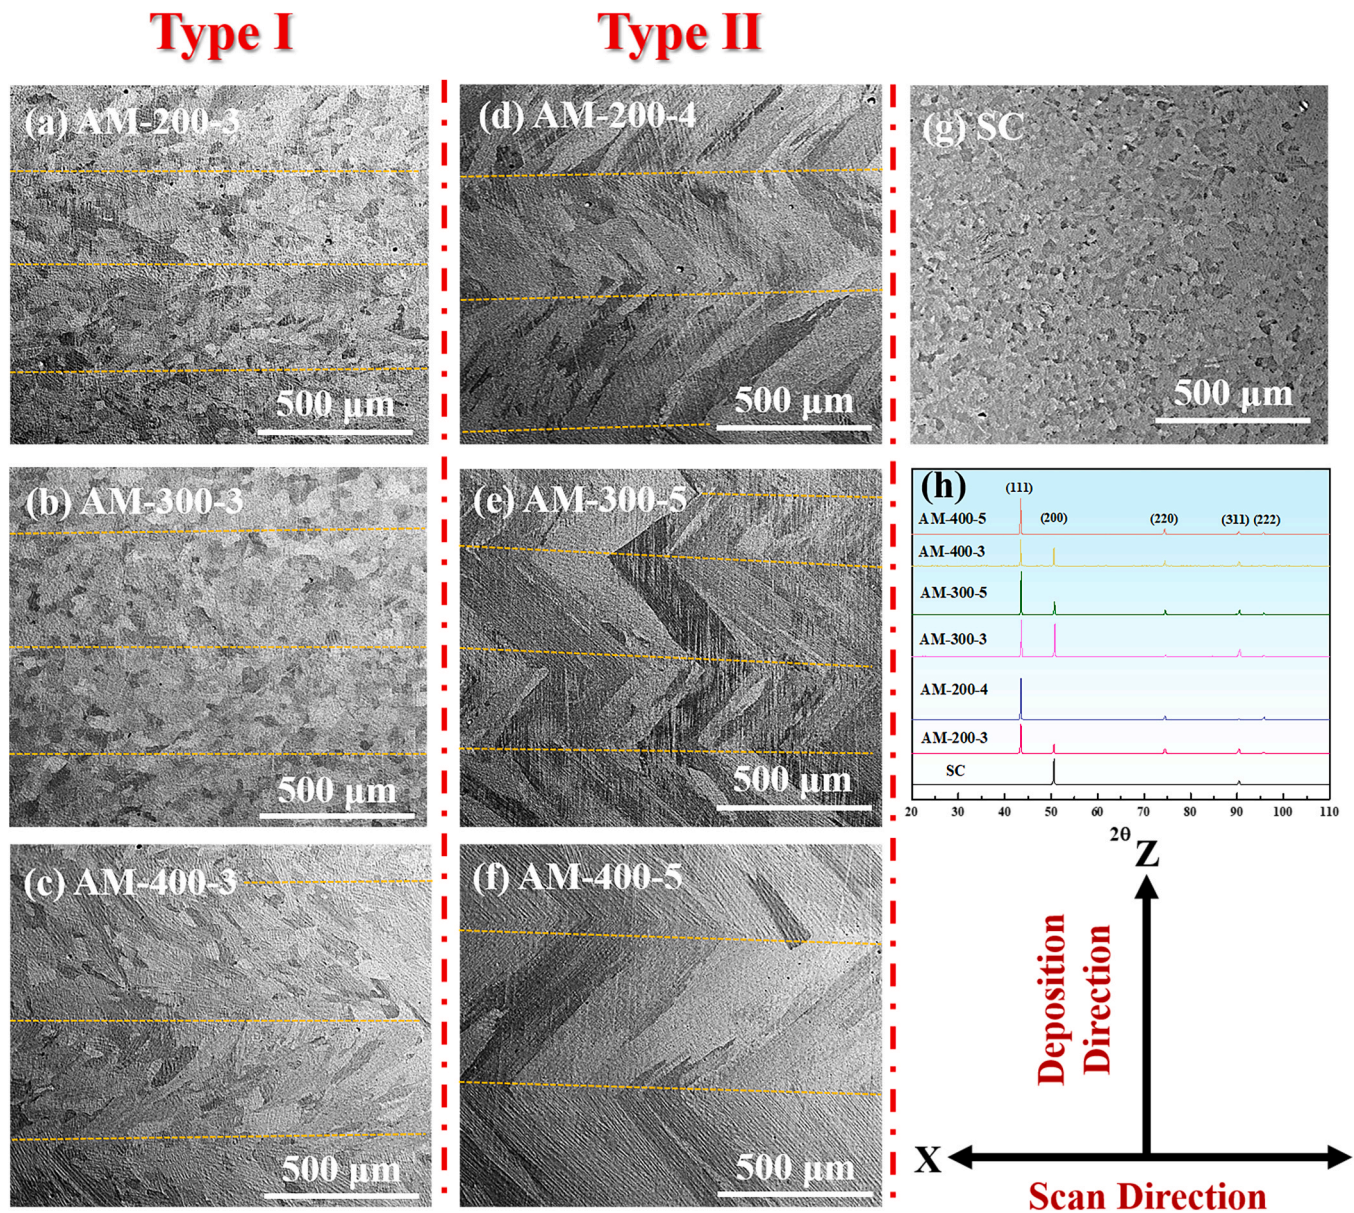 Type I
Type II
(a) AM-200-3
500 μm
(d) AM-200-4
500 μm
(g) SC
500 μm
(b) AM-300-3
500 μm
(e) AM-300-5
500 μm
(h)
(111)
(200)
(220)
(311)
(222)
AM-400-5
AM-400-3
AM-300-5
AM-300-3
AM-200-4
AM-200-3
SC
20 30 40 50 60 70 80 90 100 110
2θ
(c) AM-400-3
500 μm
(f) AM-400-5
500 μm
Z
Deposition
Direction
X
Scan Direction